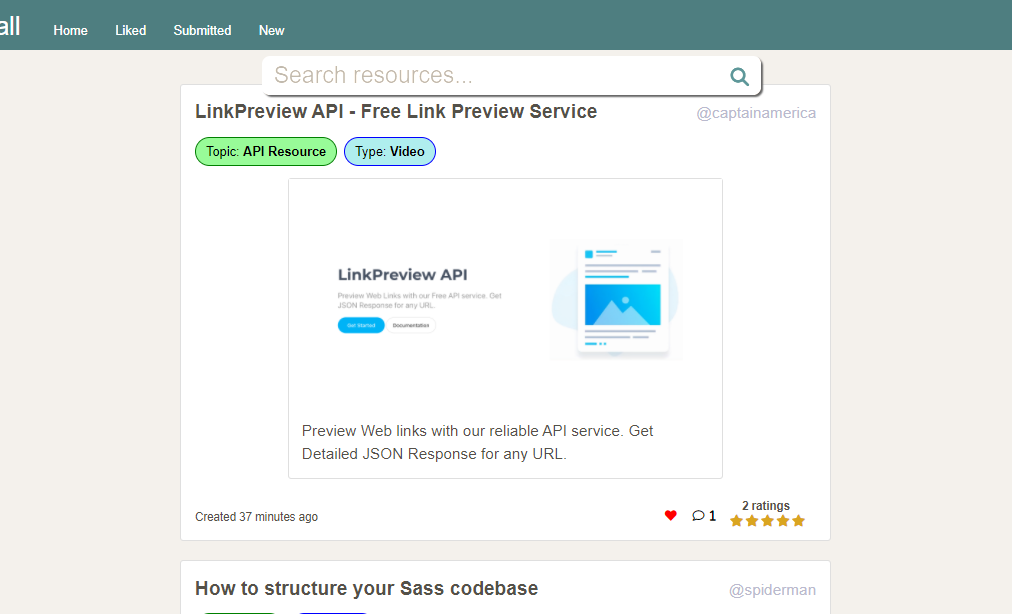 all
Home Liked Submitted New
Search resources...
LinkPreview API - Free Link Preview Service @captainamerica
Topic: API Resource Type: Video
LinkPreview API
Preview Web Links with our Free API service. Get
JSON Response for any URL.
Get Started Documentation
Preview Web links with our reliable API service. Get
Detailed JSON Response for any URL.
2 ratings
Created 37 minutes ago 1
How to structure your Sass codebase @spiderman